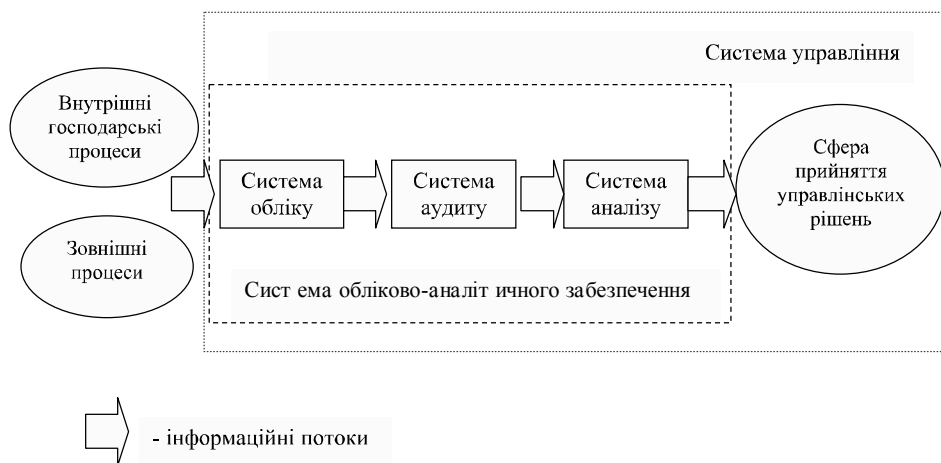 Система управління
Внутрішні
господарські
процеси
Зовнішні
процеси
Система
обліку
Система
аудиту
Система
аналізу
Сфера
прийняття
управлінських
рішень
Сист ема обліково-аналіт ичного забезпечення
- інформаційні потоки